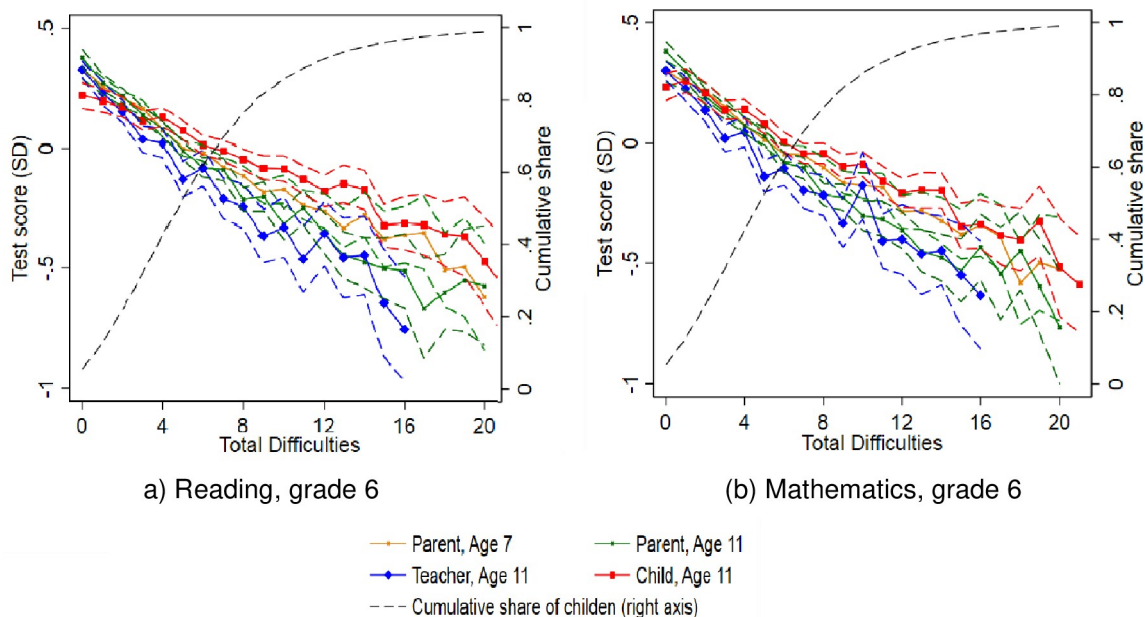 .5
0
-.5
-1
Test score (SD)
0
4
8
12
16
20
Total Difficulties
1
.8
.6
.4
.2
0
Cumulative share
a) Reading, grade 6
.5
0
-.5
-1
Test score (SD)
0
4
8
12
16
20
Total Difficulties
1
.8
.6
.4
.2
0
Cumulative share
(b) Mathematics, grade 6
Parent, Age 7
Parent, Age 11
Teacher, Age 11
Child, Age 11
Cumulative share of childen (right axis)